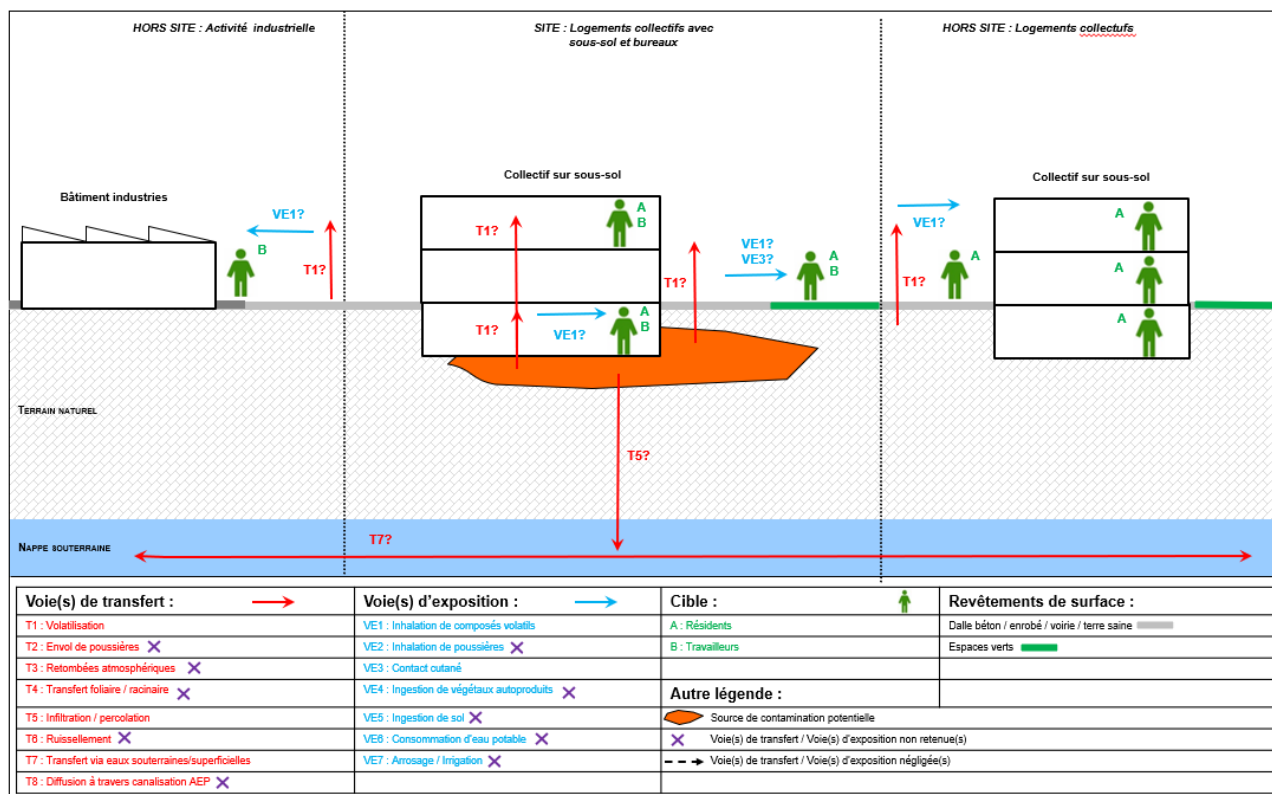 HORS SITE : Activité industrielle
SITE : Logements collectifs avec
sous-sol et bureaux
HORS SITE : Logements collectufs
Bâtiment industries
Collectif sur sous-sol
Collectif sur sous-sol
VE1?
B
T1?
T1?
A
B
T1?
VE1?
A
B
T1?
VE1?
VE3?
A
B
VE1?
T1?
A
A
A
A
TERRAIN NATUREL
T5?
NAPPE SOUTERRAINE
T7?
Voie(s) de transfert :
T1 : Volatilisation
T2 : Envol de poussières
T3 : Retombées atmosphériques
T4 : Transfert foliaire / racinaire
T5 : Infiltration / percolation
T6 : Ruissellement
T7 : Transfert via eaux souterraines/superficielles
T8 : Diffusion à travers canalisation AEP
Voie(s) d'exposition :
VE1 : Inhalation de composés volatils
VE2 : Inhalation de poussières
VE3 : Contact cutané
VE4 : Ingestion de végétaux autoproduits
VE5 : Ingestion de sol
VE6 : Consommation d'eau potable
VE7 : Arrosage / Irrigation
Cible :
A : Résidents
B : Travailleurs
Autre légende :
Source de contamination potentielle
Voie(s) de transfert / Voie(s) d'exposition non retenue(s)
Voie(s) de transfert / Voie(s) d'exposition négligée(s)
Revêtements de surface :
Dalle béton / enrobé / voirie / terre saine
Espaces verts